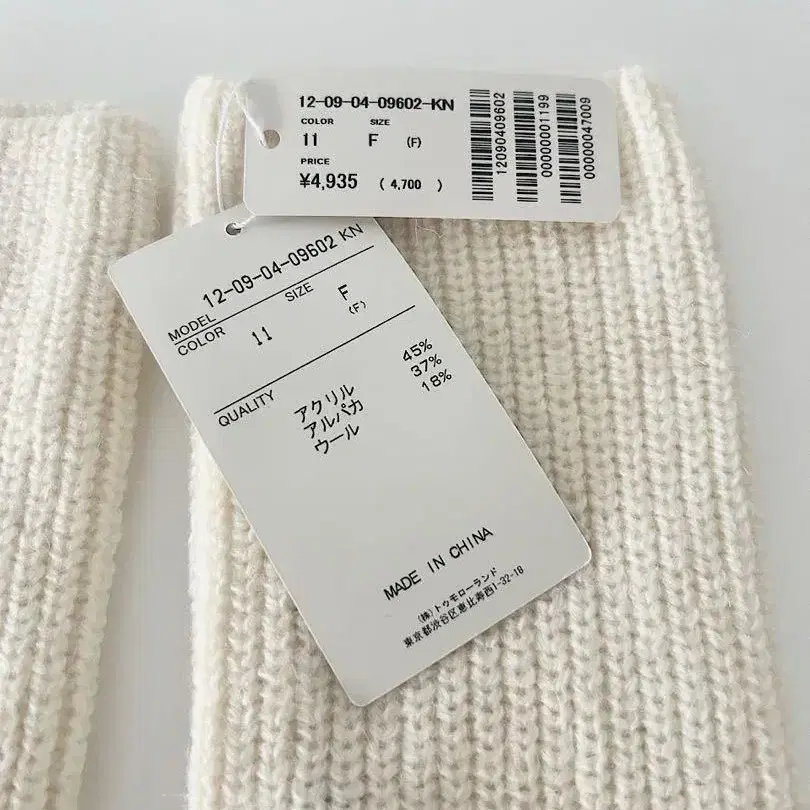 12-09-04-09602-KN
COLOR SIZE
11 F (F)
PRICE
¥4,935 ( 4,700 )
12090409602
00000001199
00000047009
12-09-04-09602 KN
MODEL
COLOR 11 SIZE F
(F)
QUALITY
アクリル 45%
アルパカ 37%
ウール 18%
MADE IN CHINA
(株)トゥモローランド
東京都渋谷区恵比寿西1-32-18